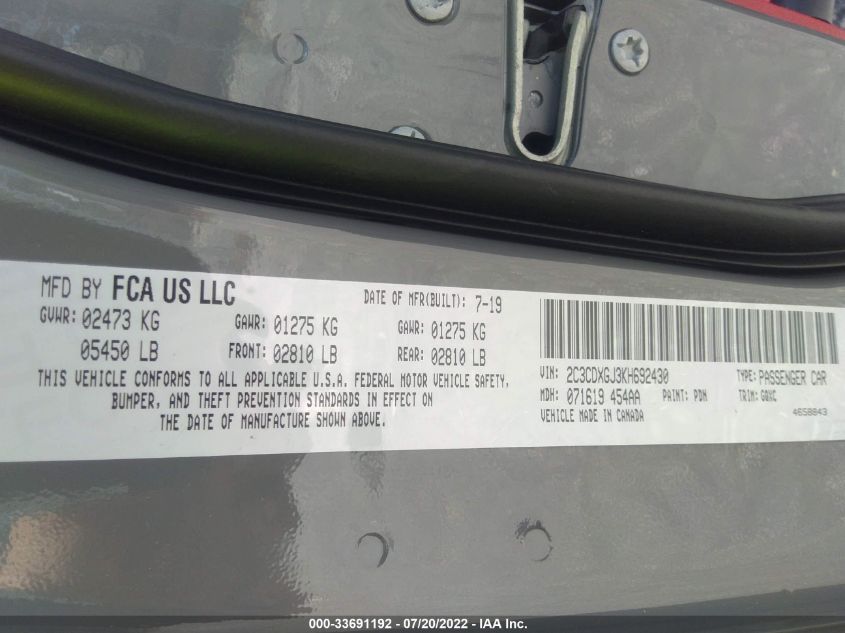 MFD BY FCA US LLC
DATE OF MFR(BUILT): 7-19
GVWR: 02473 KG GAWR: 01275 KG GAWR: 01275 KG
05450 LB FRONT: 02810 LB REAR: 02810 LB
THIS VEHICLE CONFORMS TO ALL APPLICABLE U.S.A. FEDERAL MOTOR VEHICLE SAFETY,
BUMPER, AND THEFT PREVENTION STANDARDS IN EFFECT ON
THE DATE OF MANUFACTURE SHOWN ABOVE.
VIN: 2C3CDXGJ3KH692430 TYPE: PASSENGER CAR
MDH: 071619 454AA PAINT: PDN TRIM: GQXC
VEHICLE MADE IN CANADA 4658843
000-33691192 / 07/20/2022 - IAA Inc.